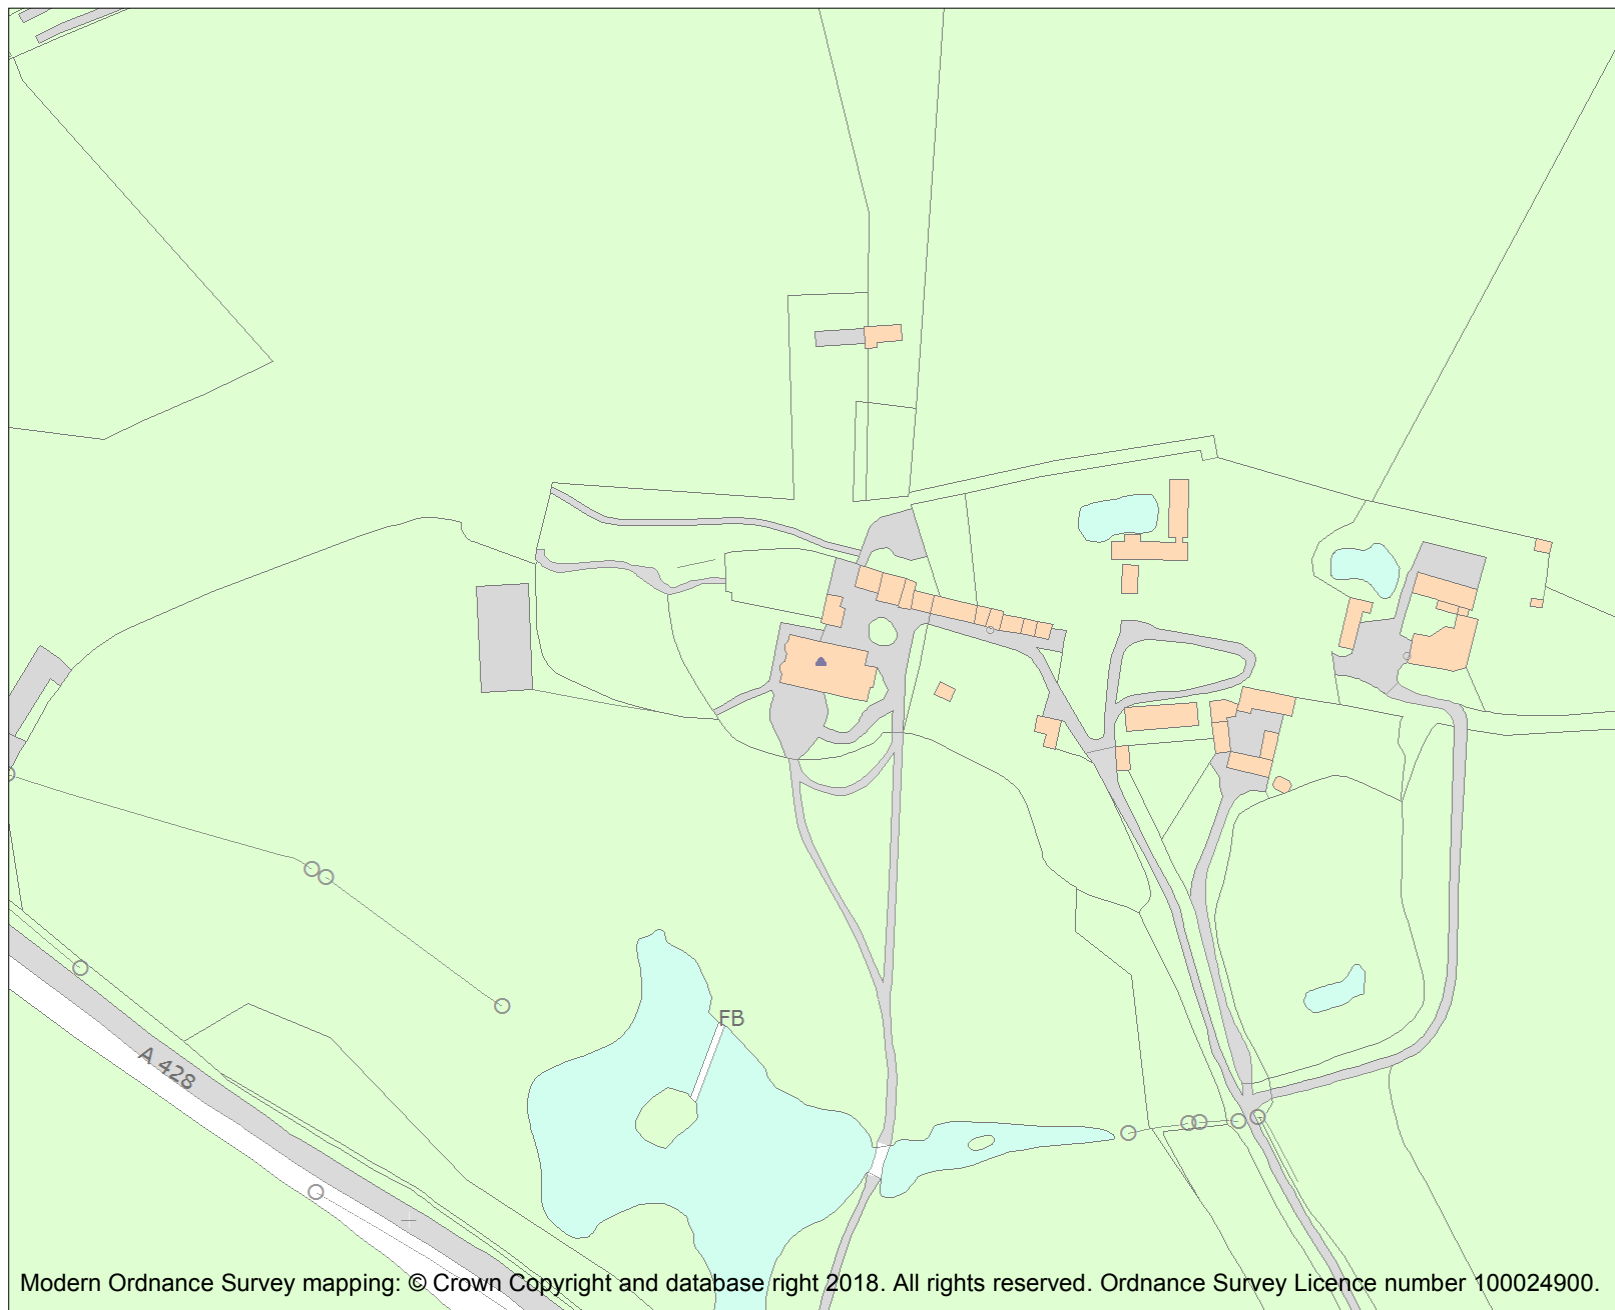 FB
A 428
Modern Ordnance Survey mapping: © Crown Copyright and database right 2018. All rights reserved. Ordnance Survey Licence number 100024900.